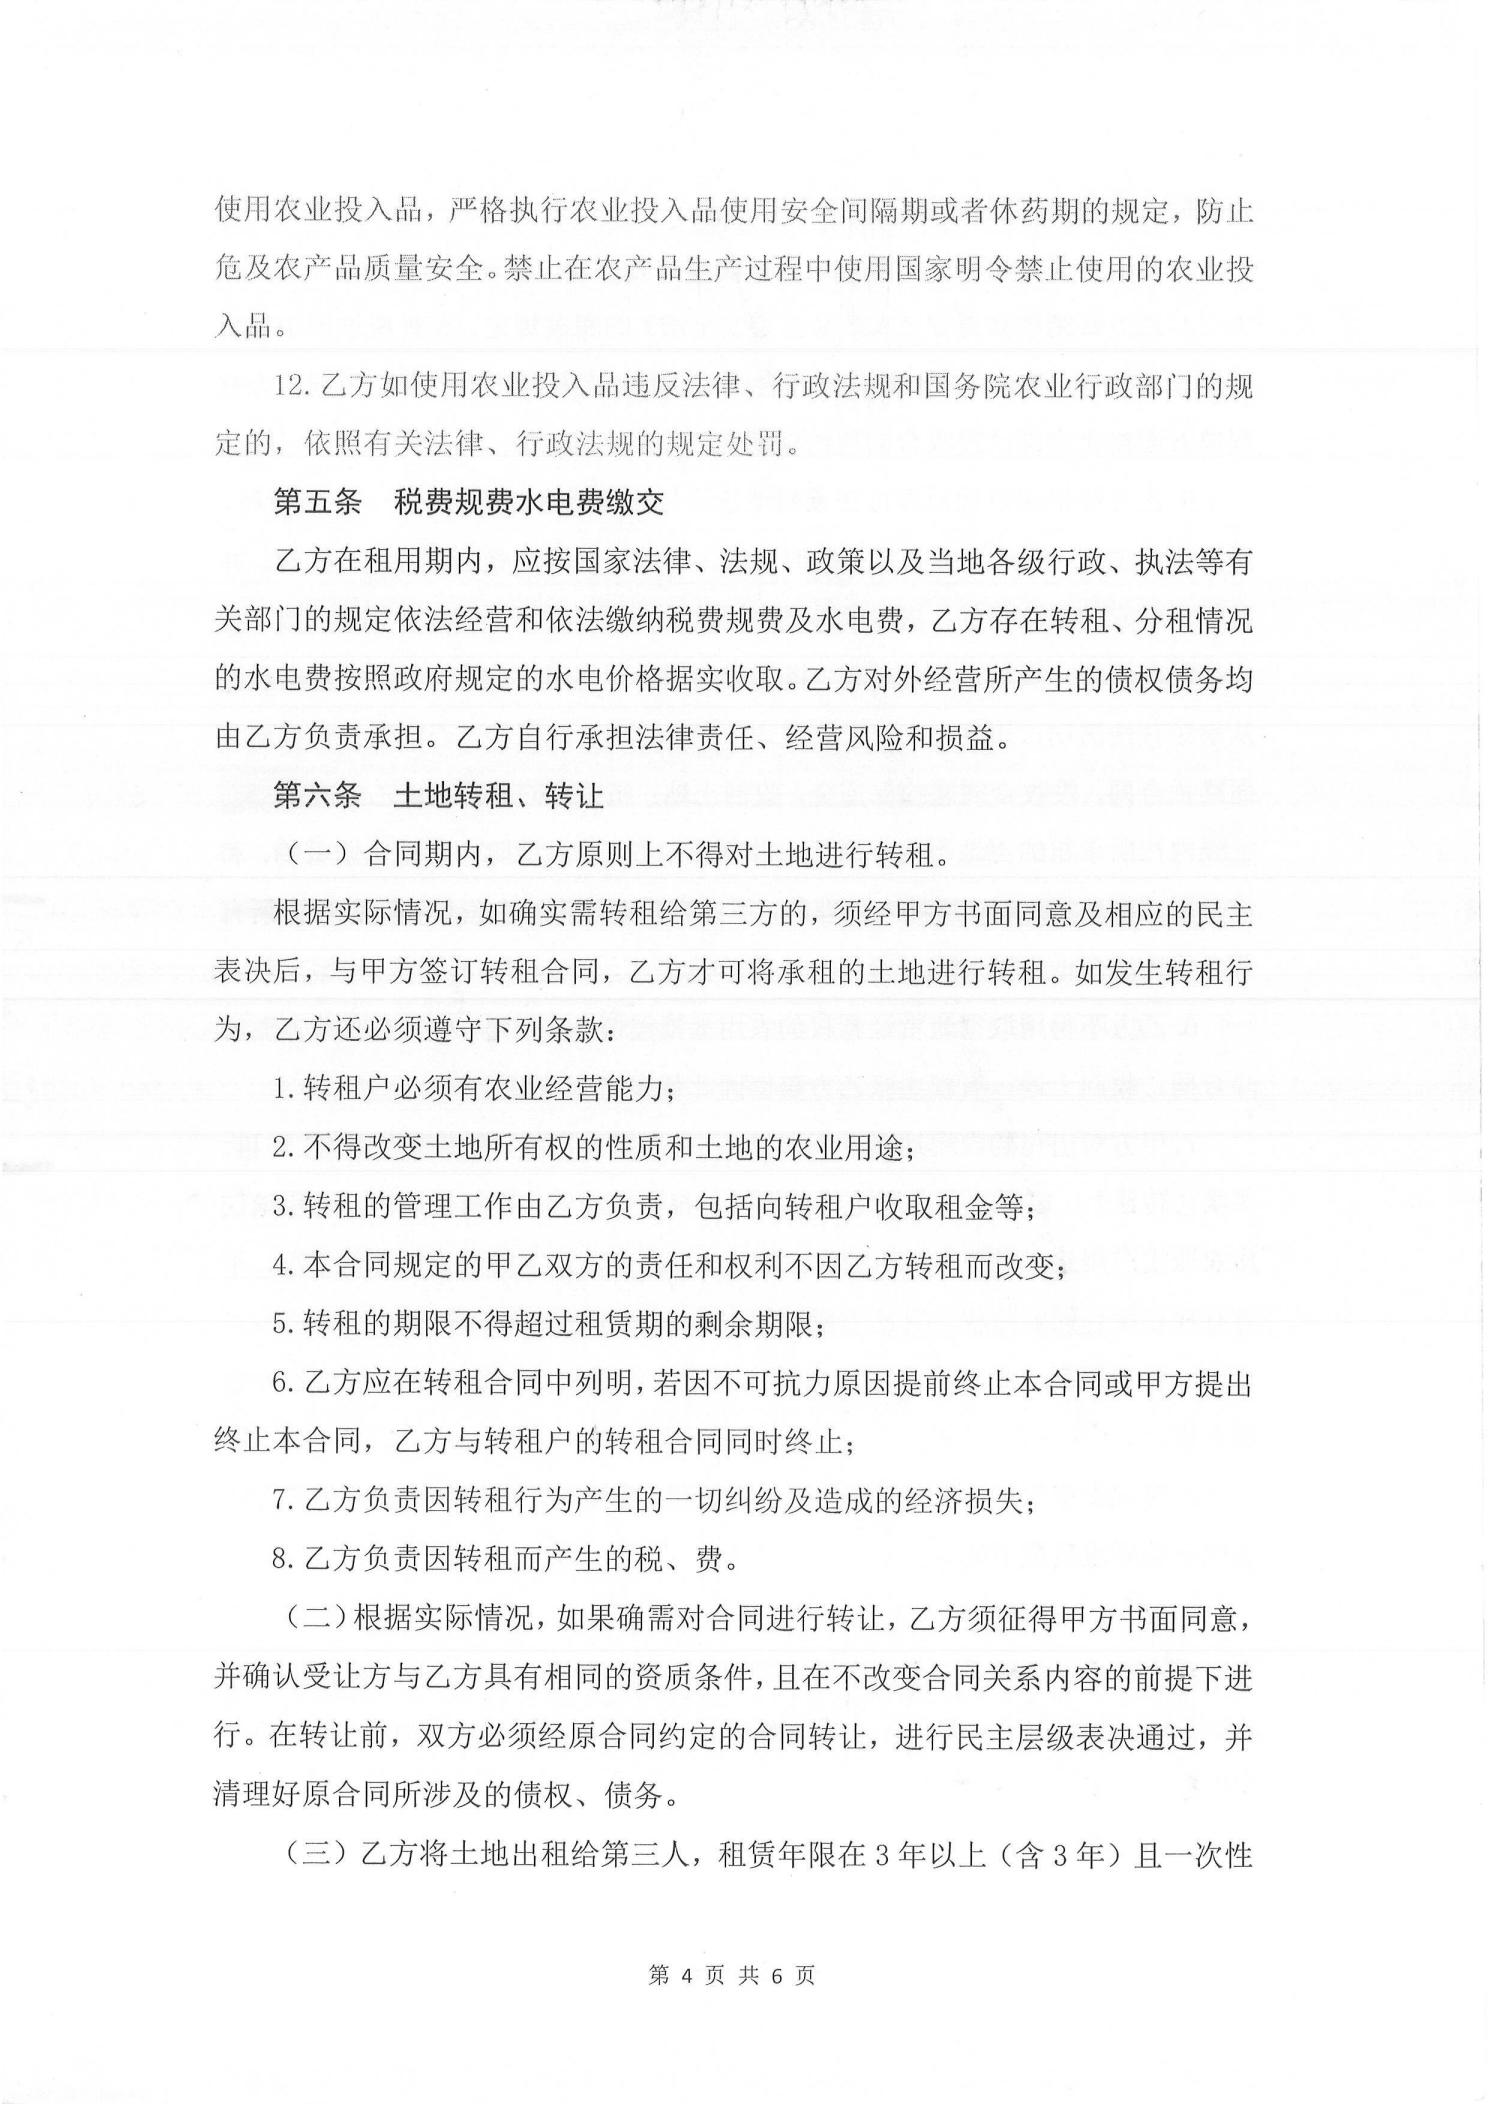 使用农业投入品，严格执行农业投入品使用安全间隔期或者休药期的规定，防止
危及农产品质量安全。禁止在农产品生产过程中使用国家明令禁止使用的农业投
入品。
12.乙方如使用农业投入品违反法律、行政法规和国务院农业行政部门的规
定的，依照有关法律、行政法规的规定处罚。
第五条　税费规费水电费缴交
乙方在租用期内，应按国家法律、法规、政策以及当地各级行政、执法等有
关部门的规定依法经营和依法缴纳税费规费及水电费，乙方存在转租、分租情况
的水电费按照政府规定的水电价格据实收取。乙方对外经营所产生的债权债务均
由乙方负责承担。乙方自行承担法律责任、经营风险和损益。
第六条　土地转租、转让
（一）合同期内，乙方原则上不得对土地进行转租。
根据实际情况，如确实需转租给第三方的，须经甲方书面同意及相应的民主
表决后，与甲方签订转租合同，乙方才可将承租的土地进行转租。如发生转租行
为，乙方还必须遵守下列条款：
1.转租户必须有农业经营能力；
2.不得改变土地所有权的性质和土地的农业用途；
3.转租的管理工作由乙方负责，包括向转租户收取租金等；
4.本合同规定的甲乙双方的责任和权利不因乙方转租而改变；
5.转租的期限不得超过租赁期的剩余期限；
6.乙方应在转租合同中列明，若因不可抗力原因提前终止本合同或甲方提出
终止本合同，乙方与转租户的转租合同同时终止；
7.乙方负责因转租行为产生的一切纠纷及造成的经济损失；
8.乙方负责因转租而产生的税、费。
（二）根据实际情况，如果确需对合同进行转让，乙方须征得甲方书面同意，
并确认受让方与乙方具有相同的资质条件，且在不改变合同关系内容的前提下进
行。在转让前，双方必须经原合同约定的合同转让，进行民主层级表决通过，并
清理好原合同所涉及的债权、债务。
（三）乙方将土地出租给第三人，租赁年限在 3 年以上（含 3 年）且一次性
第 4 页 共 6 页